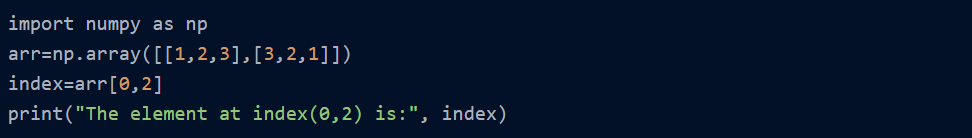 import numpy as np
arr=np.array([[1,2,3],[3,2,1]])
index=arr[0,2]
print("The element at index(0,2) is:", index)